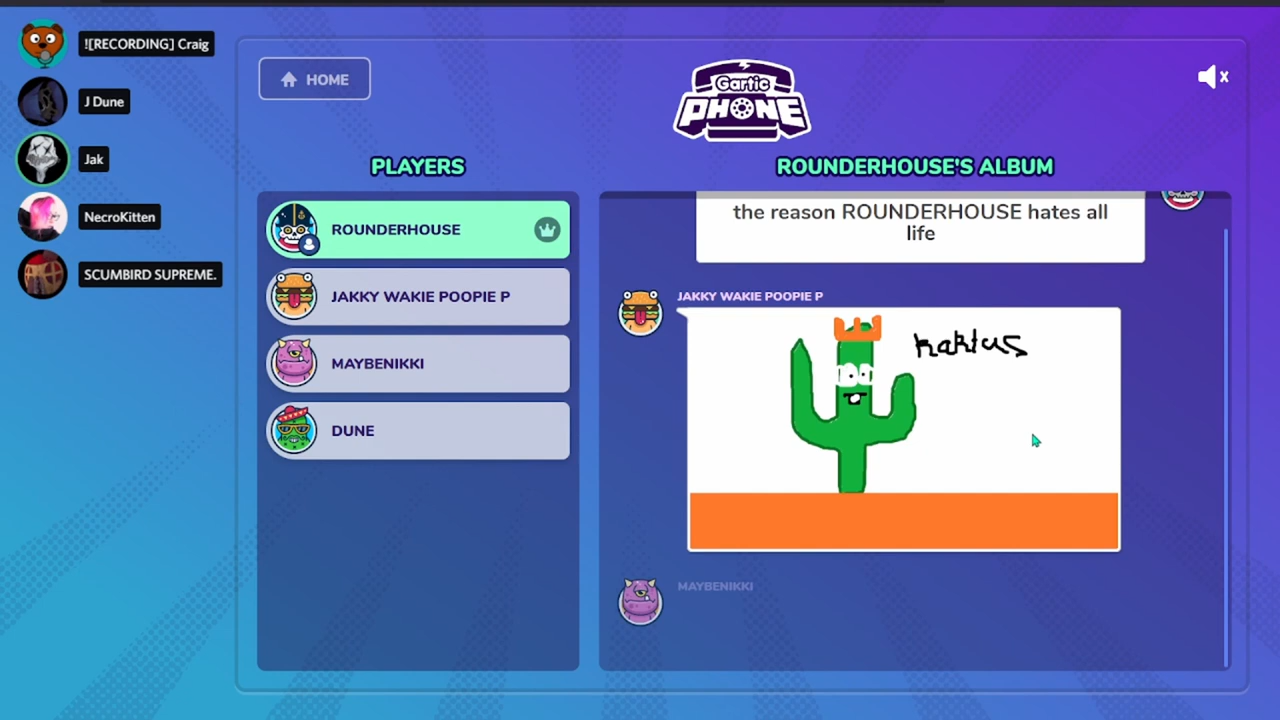 ![RECORDING] Craig
J Dune
Jak
NecroKitten
SCUMBIRD SUPREME.
HOME
Gartic
PHONE
PLAYERS
ROUNDERHOUSE
JAKKY WAKIE POOPIE P
MAYBENIKKI
DUNE
ROUNDERHOUSE'S ALBUM
the reason ROUNDERHOUSE hates all
life
JAKKY WAKIE POOPIE P
kaktus
MAYBENIKKI